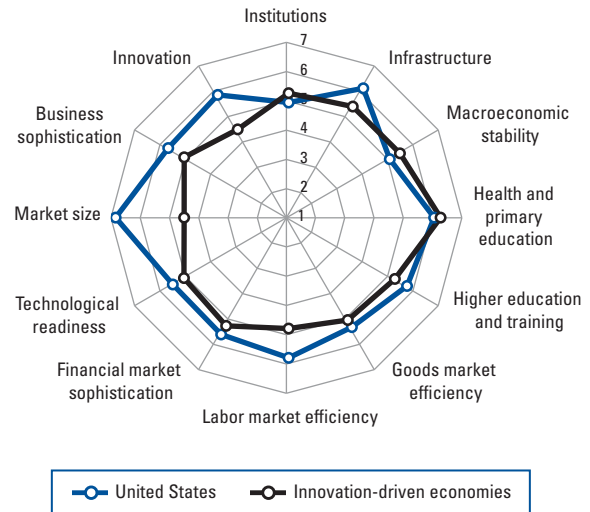 Institutions
7
6
5
4
3
2
1
Infrastructure
Macroeconomic
stability
Health and
primary
education
Higher education
and training
Goods market
efficiency
Labor market efficiency
Financial market
sophistication
Technological
readiness
Market size
Business
sophistication
Innovation
United States
Innovation-driven economies